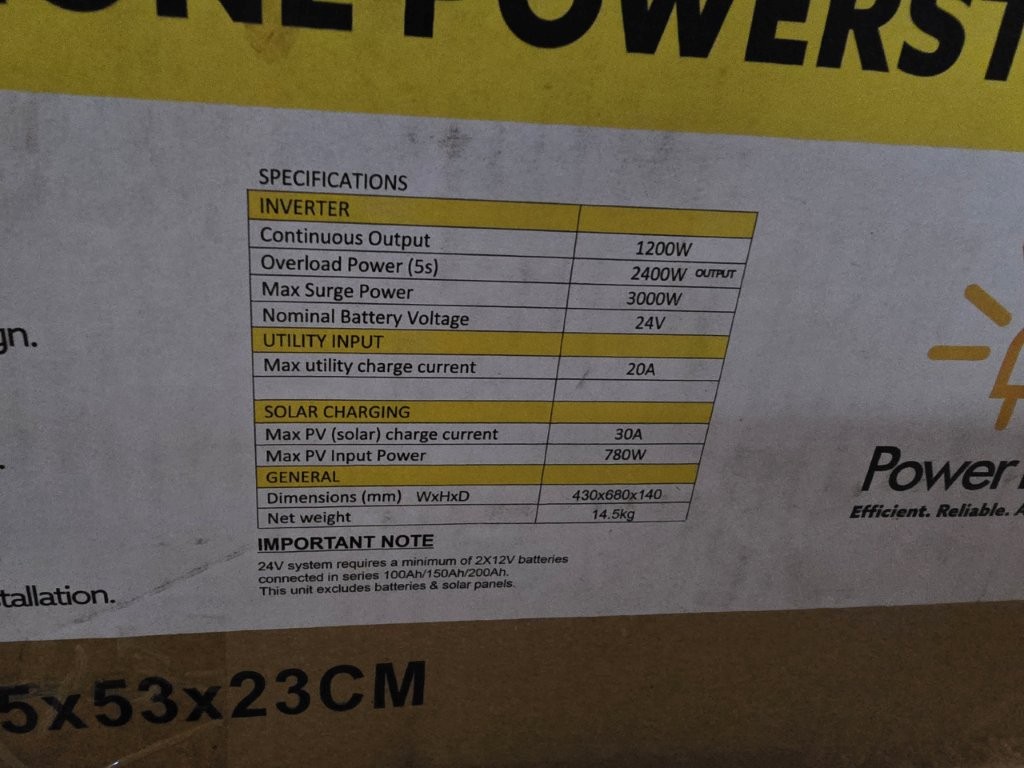 POWERST
SPECIFICATIONS
INVERTER
Continuous Output 1200W
Overload Power (5s) 2400W OUTPUT
Max Surge Power 3000W
Nominal Battery Voltage 24V
UTILITY INPUT
Max utility charge current 20A
SOLAR CHARGING
Max PV (solar) charge current 30A
Max PV Input Power 780W
GENERAL
Dimensions (mm) WxHxD 430x680x140
Net weight 14.5kg
IMPORTANT NOTE
24V system requires a minimum of 2X12V batteries
connected in series 100Ah/150Ah/200Ah.
This unit excludes batteries & solar panels.
gn.
tallation.
Power
Efficient. Reliable. A
5x53x23CM